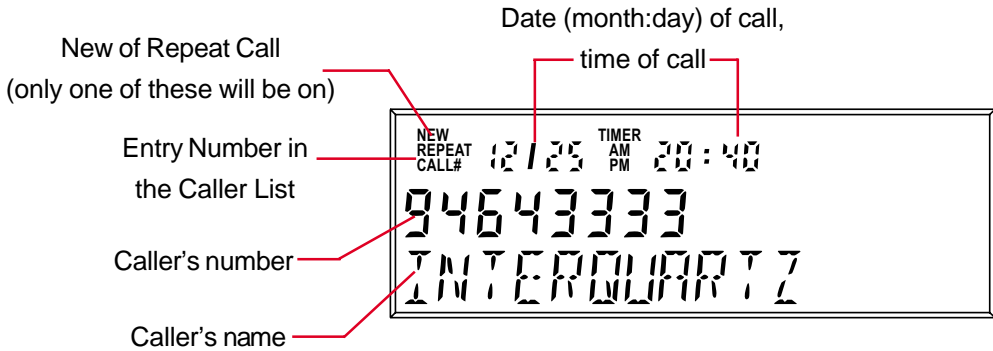 Date (month:day) of call,
time of call
New of Repeat Call
(only one of these will be on)
Entry Number in
the Caller List
Caller's number
Caller's name
NEW
REPEAT
CALL#
12/25
TIMER
AM
PM
20:40
94643333
INTERQUARTZ